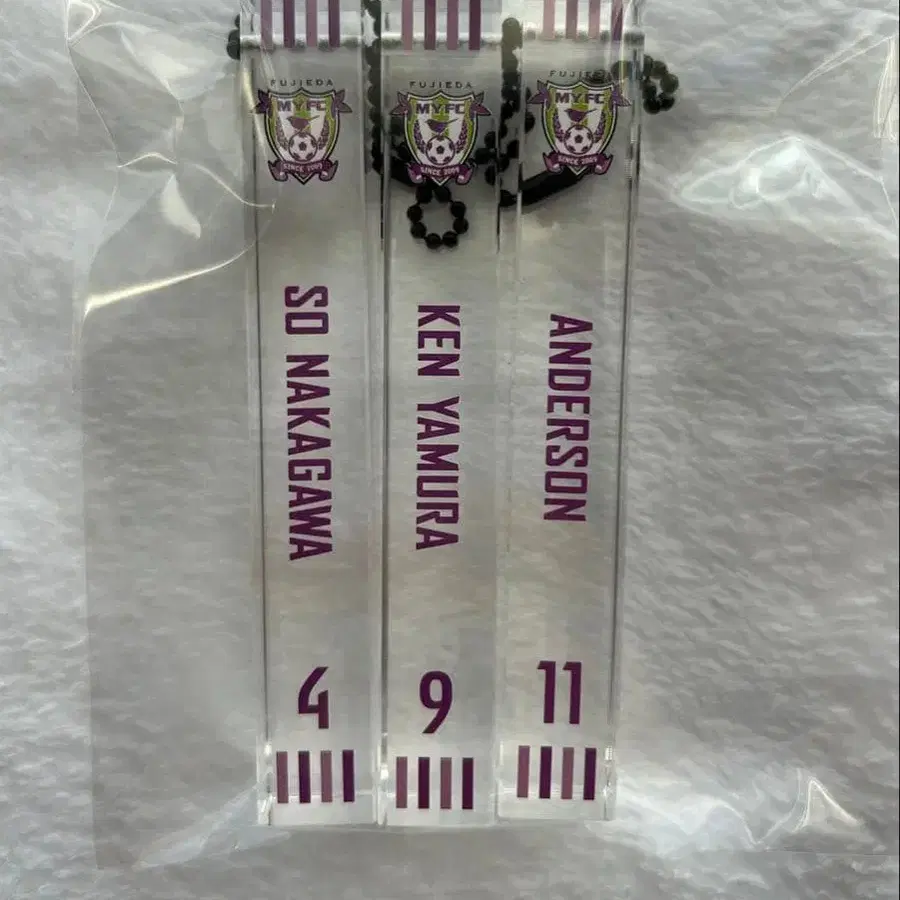 FUJIEDA
MYFC
SINCE 2009
SO NAKAGAWA
4
FUJIEDA
MYFC
SINCE 2009
KEN YAMURA
9
FUJIEDA
MYFC
SINCE 2009
ANDERSON
11